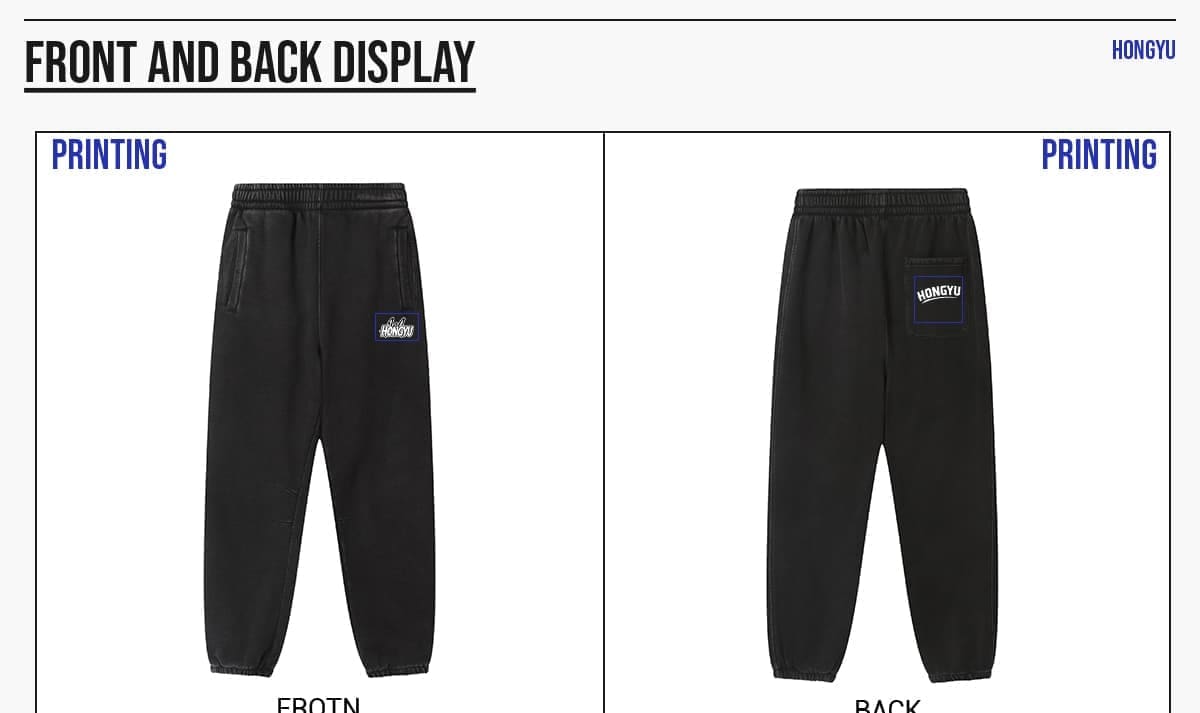 FRONT AND BACK DISPLAY
HONGYU
PRINTING
PRINTING
HONGYU
HONGYU
FROTN
BACK